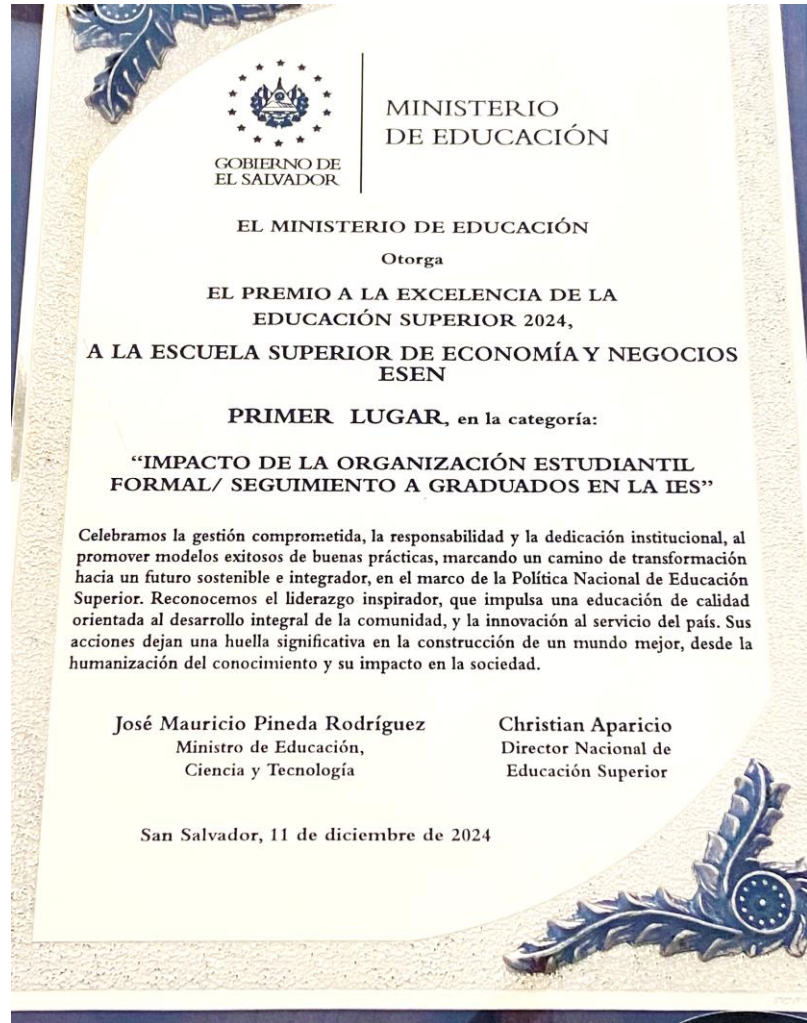 GOBIERNO DE
EL SALVADOR
MINISTERIO
DE EDUCACIÓN
EL MINISTERIO DE EDUCACIÓN
Otorga
EL PREMIO A LA EXCELENCIA DE LA
EDUCACIÓN SUPERIOR 2024,
A LA ESCUELA SUPERIOR DE ECONOMÍA Y NEGOCIOS
ESEN
PRIMER LUGAR, en la categoría:
“IMPACTO DE LA ORGANIZACIÓN ESTUDIANTIL
FORMAL/ SEGUIMIENTO A GRADUADOS EN LA IES”
Celebramos la gestión comprometida, la responsabilidad y la dedicación institucional, al
promover modelos exitosos de buenas prácticas, marcando un camino de transformación
hacia un futuro sostenible e integrador, en el marco de la Política Nacional de Educación
Superior. Reconocemos el liderazgo inspirador, que impulsa una educación de calidad
orientada al desarrollo integral de la comunidad, y la innovación al servicio del país. Sus
acciones dejan una huella significativa en la construcción de un mundo mejor, desde la
humanización del conocimiento y su impacto en la sociedad.
José Mauricio Pineda Rodríguez
Ministro de Educación,
Ciencia y Tecnología
Christian Aparicio
Director Nacional de
Educación Superior
San Salvador, 11 de diciembre de 2024